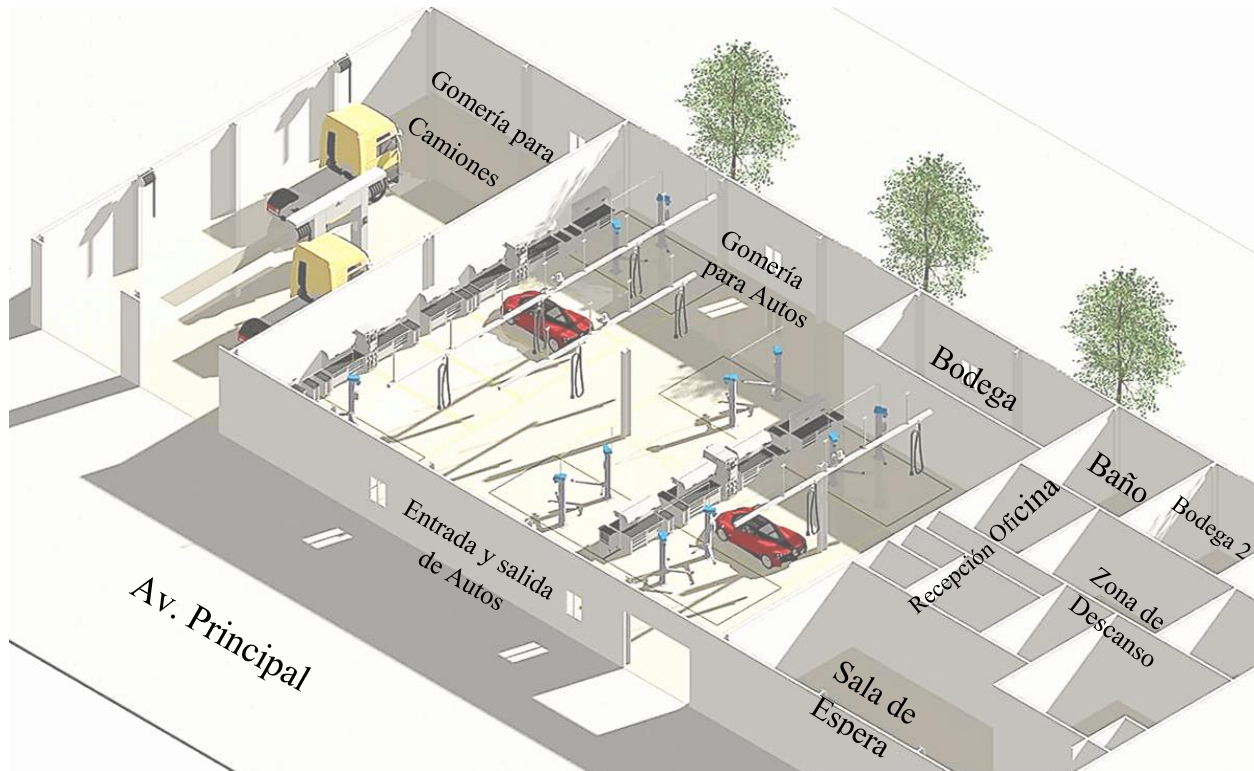 Gomería para
Camiones
Gomería
para Autos
Bodega
Baño
Bodega 2
Recepción Oficina
Zona de
Descanso
Entrada y salida
de Autos
Sala de
Espera
Av. Principal